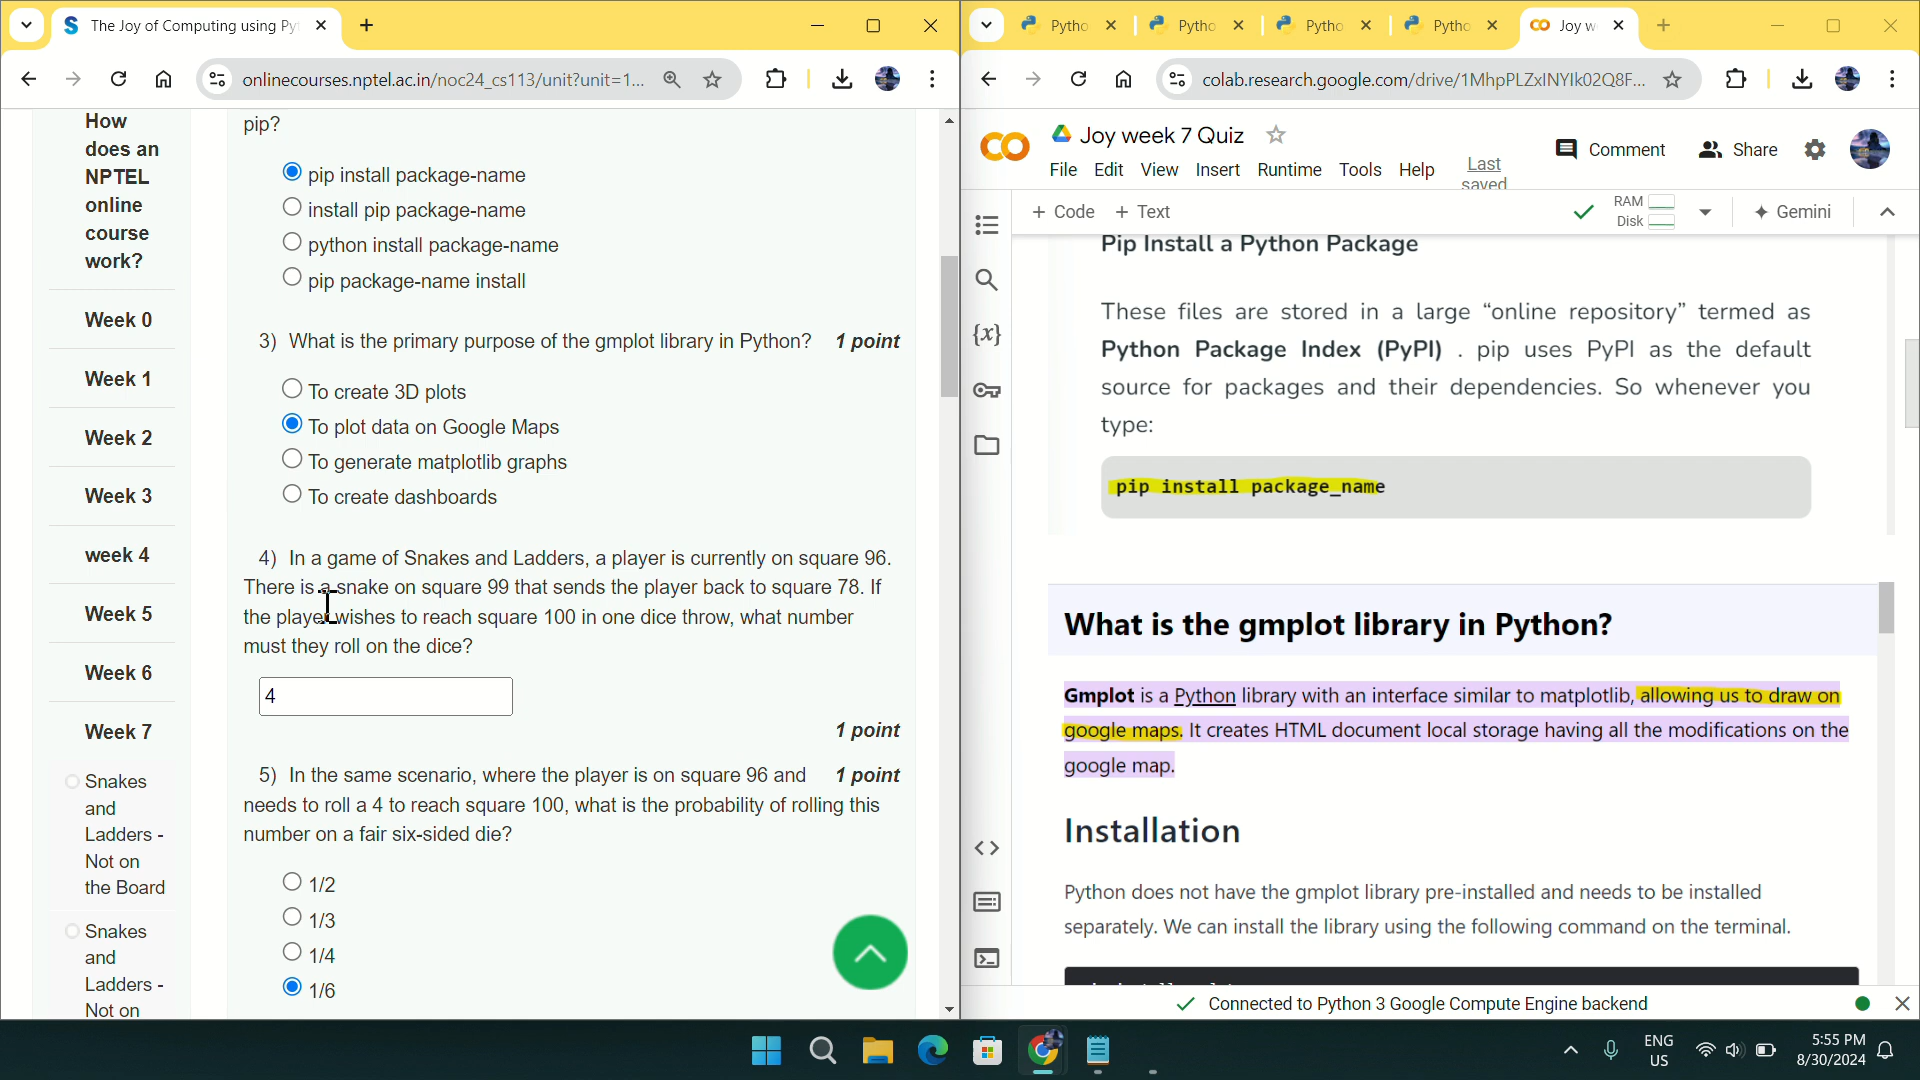 The Joy of Computing using Py
onlinecourses.nptel.ac.in/noc24_cs113/unit?unit=1...
How
does an
NPTEL
online
course
work?
Week 0
Week 1
Week 2
Week 3
week 4
Week 5
Week 6
Week 7
Snakes
and
Ladders -
Not on
the Board
Snakes
and
Ladders -
Not on
pip?
pip install package-name
install pip package-name
python install package-name
pip package-name install
3) What is the primary purpose of the gmplot library in Python? 1 point
To create 3D plots
To plot data on Google Maps
To generate matplotlib graphs
To create dashboards
4) In a game of Snakes and Ladders, a player is currently on square 96.
There is a snake on square 99 that sends the player back to square 78. If
the player wishes to reach square 100 in one dice throw, what number
must they roll on the dice?
4
1 point
5) In the same scenario, where the player is on square 96 and 1 point
needs to roll a 4 to reach square 100, what is the probability of rolling this
number on a fair six-sided die?
1/2
1/3
1/4
1/6
Pytho
Pytho
Pytho
Pytho
Joy w
colab.research.google.com/drive/1MhpPLZxINYIk02Q8F...
Joy week 7 Quiz
Comment Share
File Edit View Insert Runtime Tools Help Last
saved
+ Code + Text
RAM
Disk
Gemini
{x}
Pip Install a Python Package
These files are stored in a large “online repository” termed as
Python Package Index (PyPI) . pip uses PyPI as the default
source for packages and their dependencies. So whenever you
type:
pip install package_name
What is the gmplot library in Python?
Gmplot is a Python library with an interface similar to matplotlib, allowing us to draw on
google maps. It creates HTML document local storage having all the modifications on the
google map.
Installation
Python does not have the gmplot library pre-installed and needs to be installed
separately. We can install the library using the following command on the terminal.
Connected to Python 3 Google Compute Engine backend
ENG
US
5:55 PM
8/30/2024